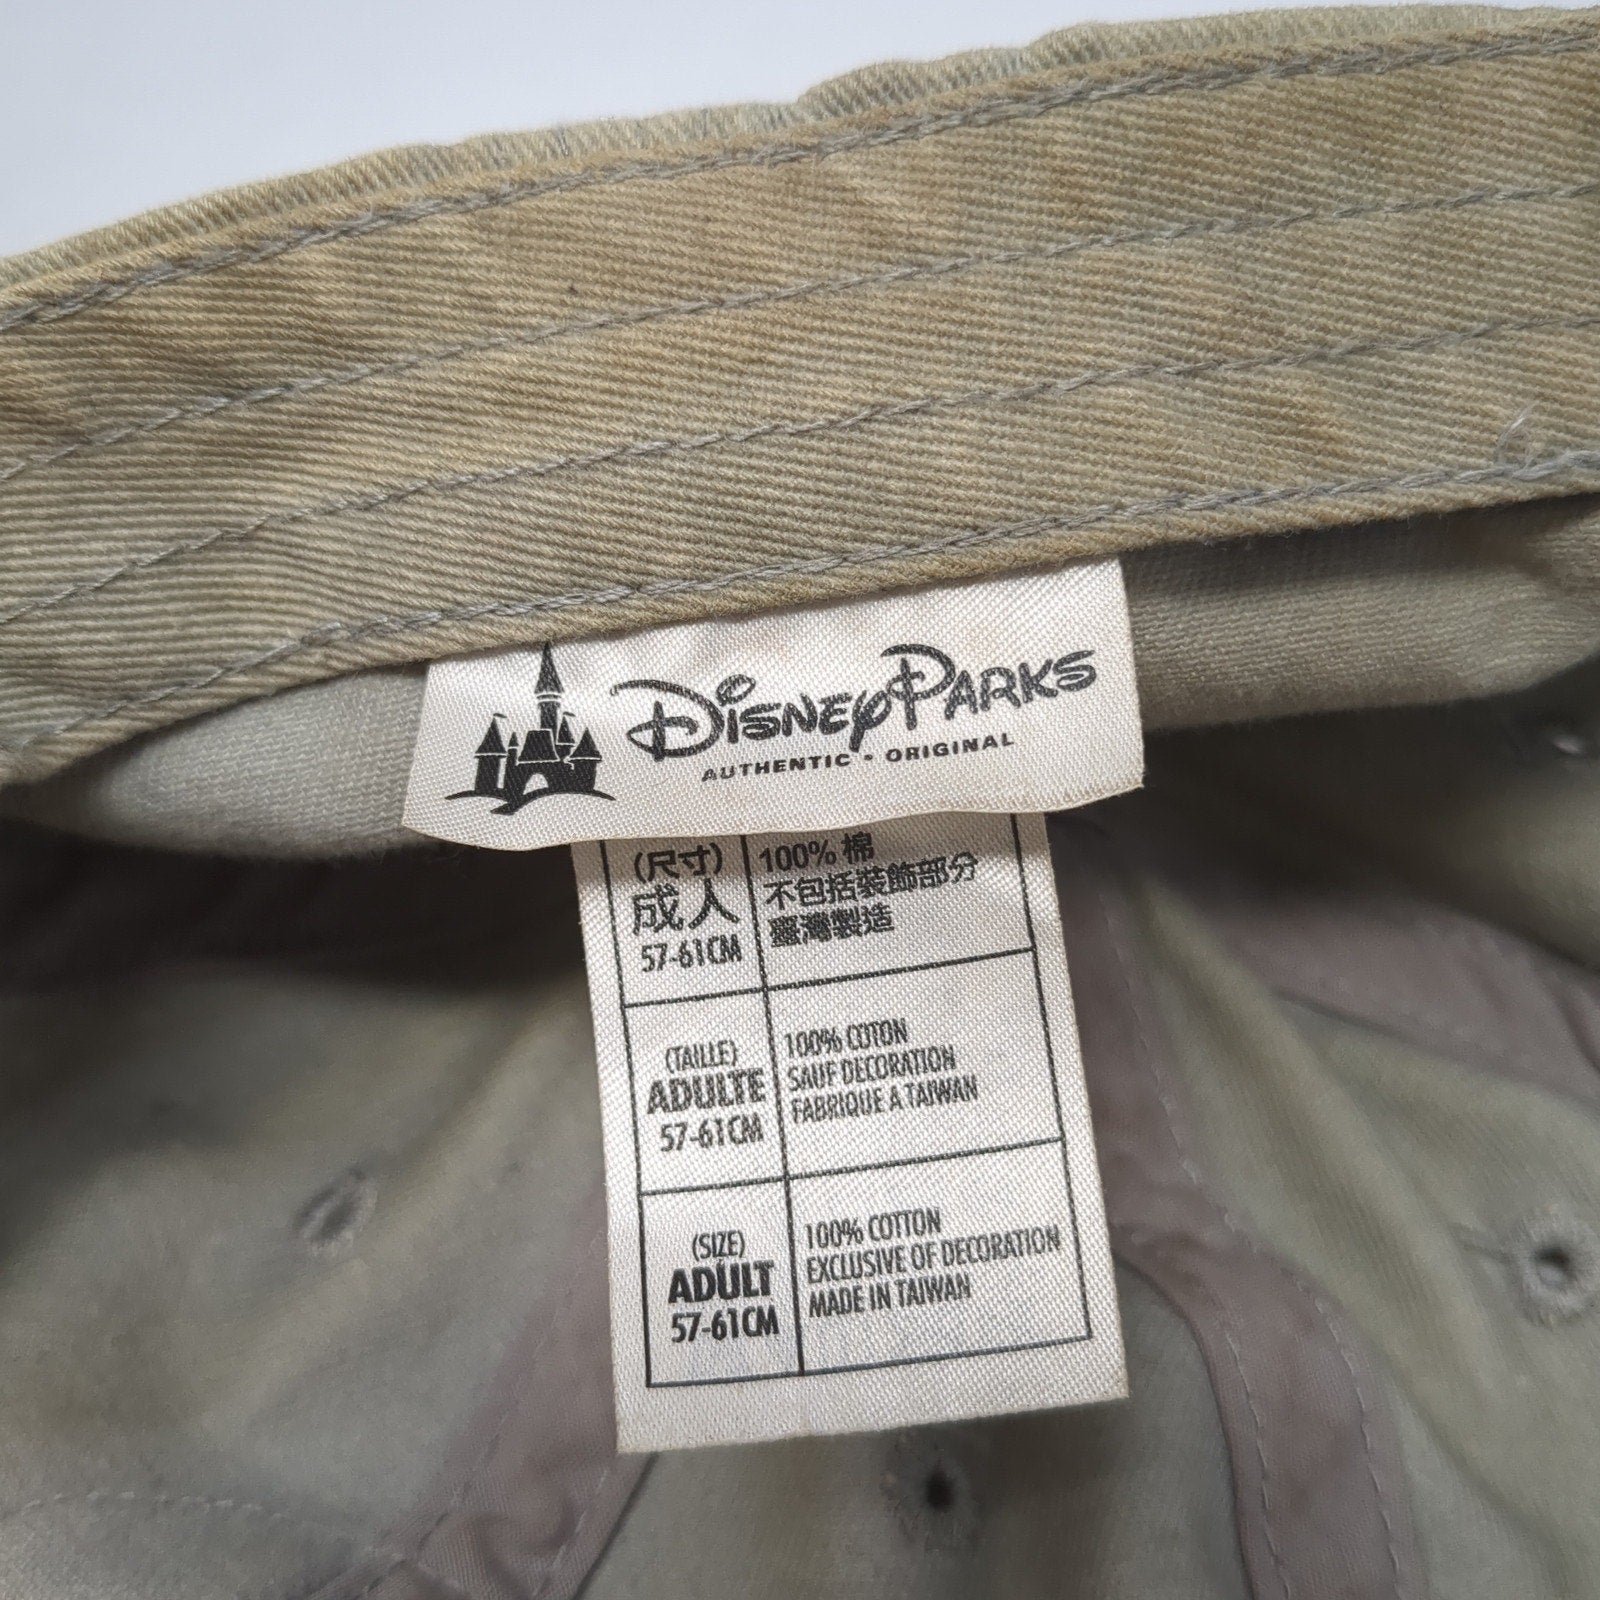 Disney Parks
AUTHENTIC • ORIGINAL
(尺寸)
成人
57-61CM
100% 棉
不包括裝飾部分
臺灣製造
(TAILLE)
ADULTE
57-61CM
100% COTON
SAUF DECORATION
FABRIQUE A TAIWAN
(SIZE)
ADULT
57-61CM
100% COTTON
EXCLUSIVE OF DECORATION
MADE IN TAIWAN